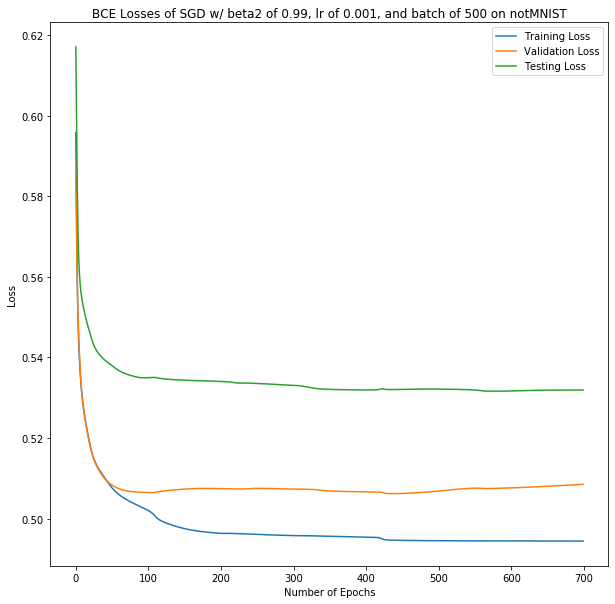 BCE Losses of SGD w/ beta2 of 0.99, lr of 0.001, and batch of 500 on notMNIST
Training Loss
Validation Loss
Testing Loss
0.62
0.60
0.58
0.56
0.54
0.52
0.50
Loss
0 100 200 300 400 500 600 700
Number of Epochs